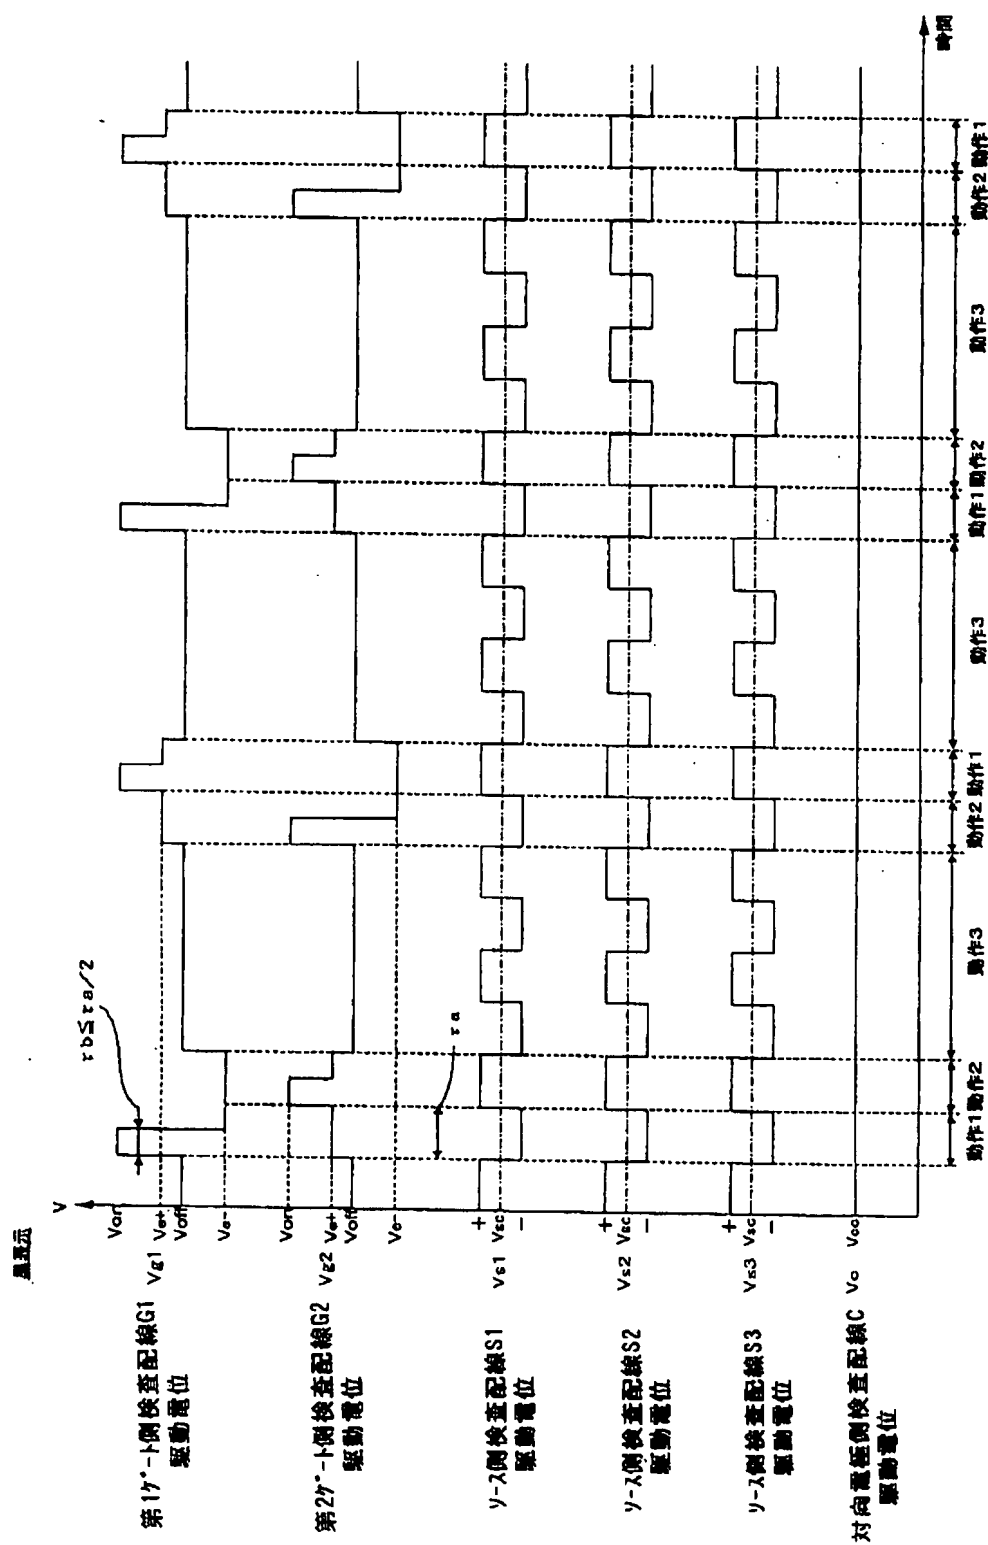 黒表示
V
第1ｹﾞｰﾄ側検査配線G1
駆動電位
Vg1
Von
Ve+
Voff
Ve-
τb≦τa/2
第2ｹﾞｰﾄ側検査配線G2
駆動電位
Vg2
Von
Ve+
Voff
Ve-
τa
ｿｰｽ側検査配線S1
駆動電位
Vs1
+
Vsc
-
ｿｰｽ側検査配線S2
駆動電位
Vs2
+
Vsc
-
ｿｰｽ側検査配線S3
駆動電位
Vs3
+
Vsc
-
対向電極側検査配線C
駆動電位
Vc
Vcc
動作1 動作2 動作3 動作2 動作1 動作3 動作1 動作2 動作3 動作2 動作1
時間